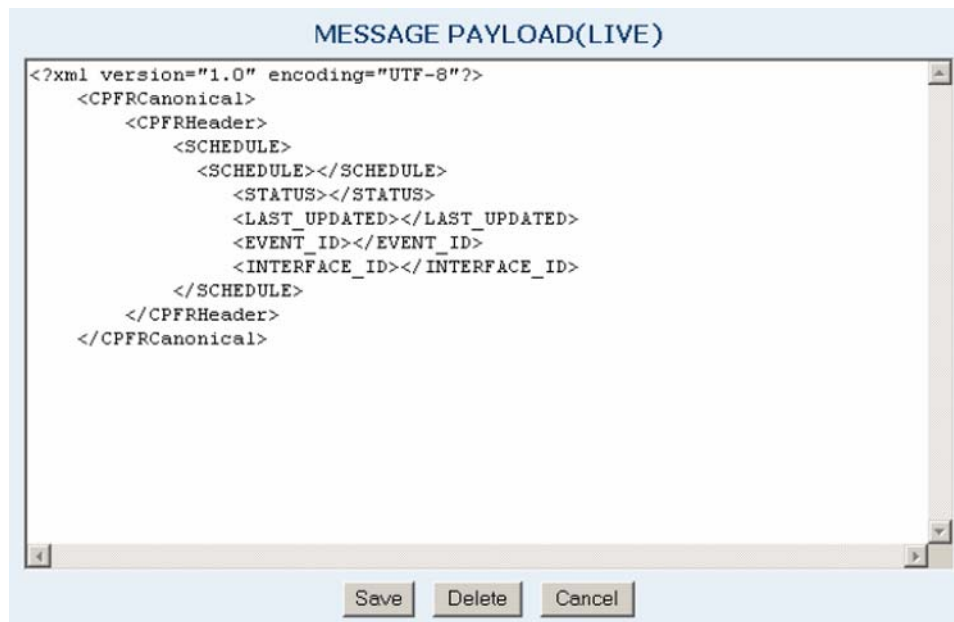 MESSAGE PAYLOAD(LIVE)
<?xml version="1.0" encoding="UTF-8"?>
<CPFRCanonical>
<CPFRHeader>
<SCHEDULE>
<SCHEDULE></SCHEDULE>
<STATUS></STATUS>
<LAST_UPDATED></LAST_UPDATED>
<EVENT_ID></EVENT_ID>
<INTERFACE_ID></INTERFACE_ID>
</SCHEDULE>
</CPFRHeader>
</CPFRCanonical>
Save Delete Cancel